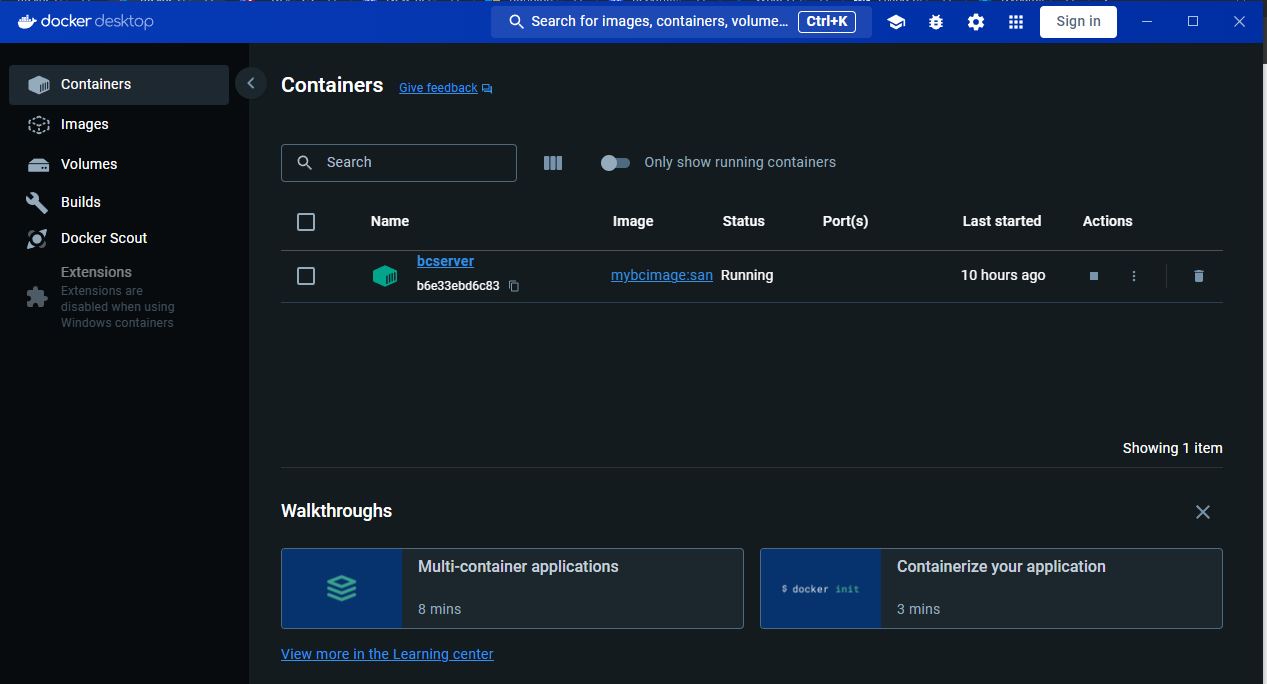 docker desktop
Search for images, containers, volume... Ctrl+K
Sign in
Containers
Images
Volumes
Builds
Docker Scout
Extensions
Extensions are
disabled when using
Windows containers
Containers Give feedback
Search Only show running containers
Name Image Status Port(s) Last started Actions
bcserver
b6e33ebd6c83
mybcimage:san Running 10 hours ago
Showing 1 item
Walkthroughs
Multi-container applications
8 mins
$ docker init
Containerize your application
3 mins
View more in the Learning center